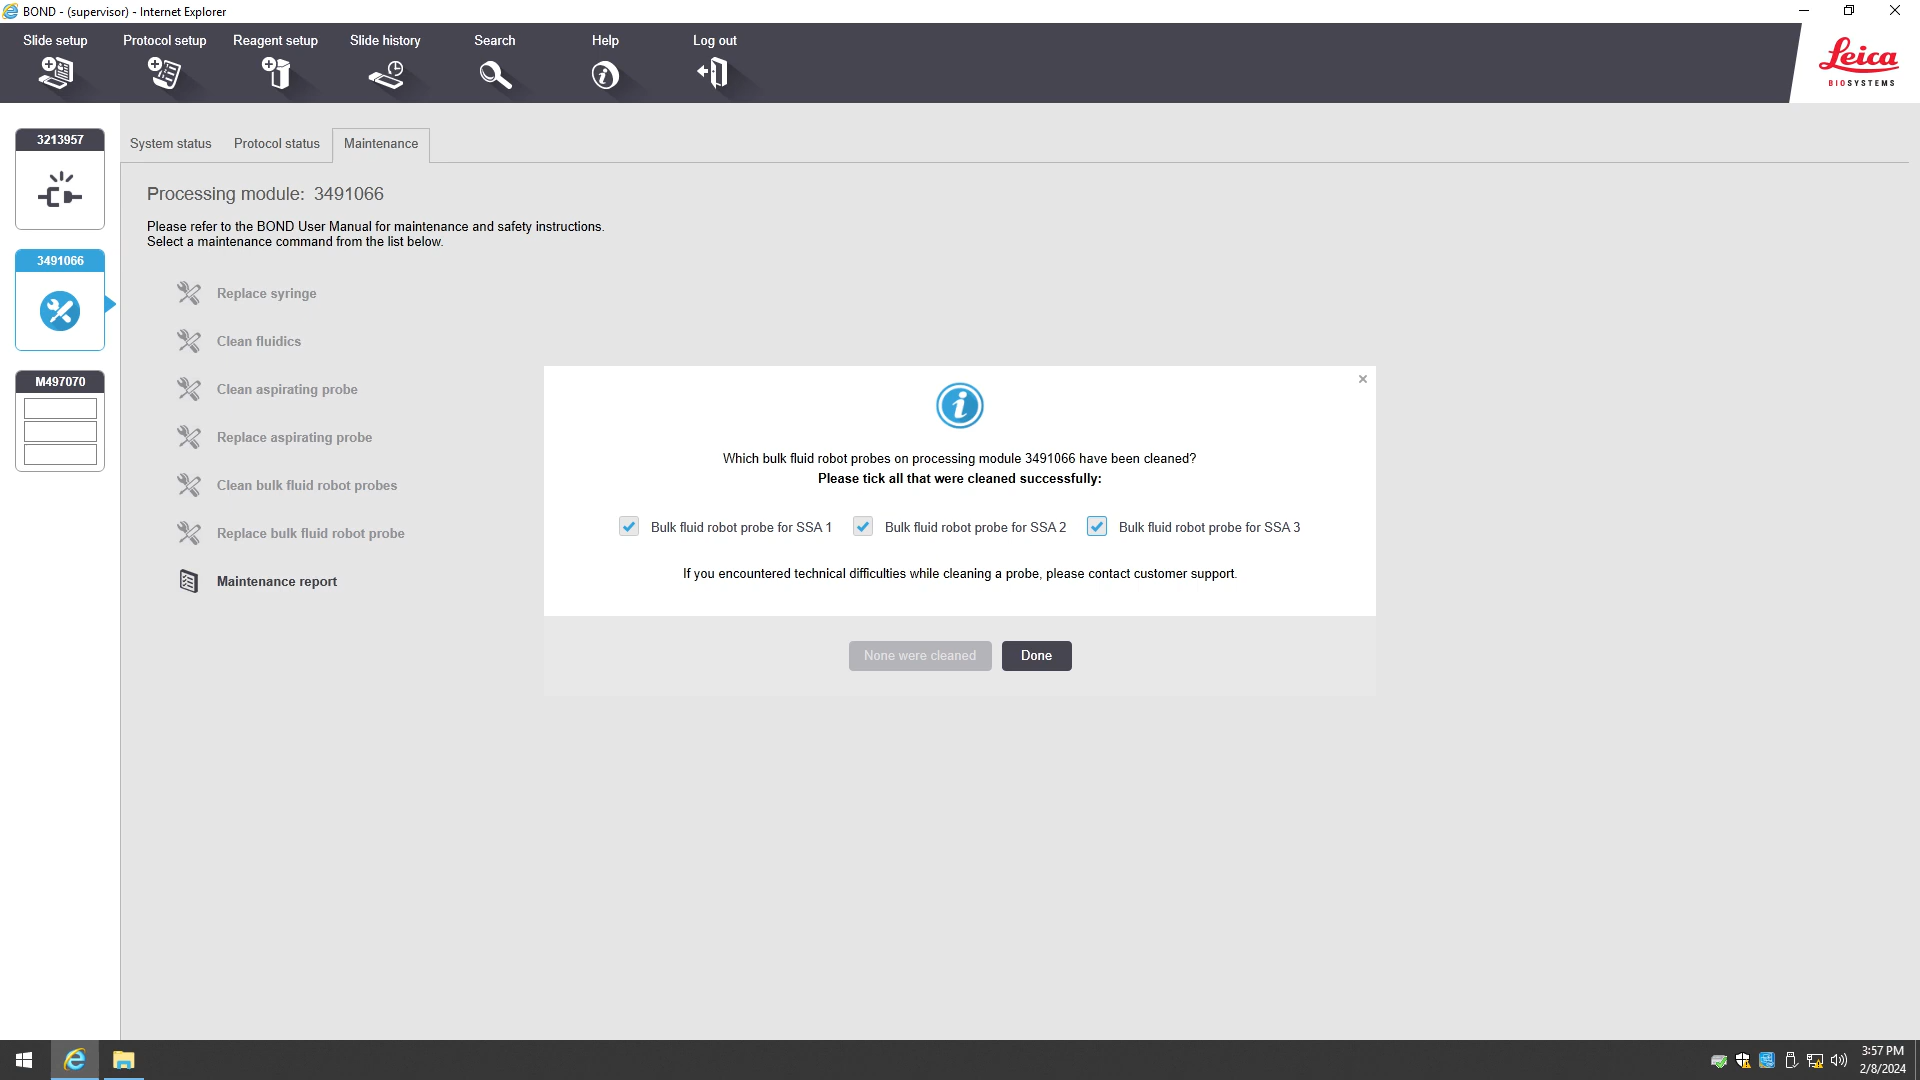 BOND - (supervisor) - Internet Explorer
Slide setup
Protocol setup
Reagent setup
Slide history
Search
Help
Log out
Leica
BIOSYSTEMS
3213957
3491066
M497070
System status
Protocol status
Maintenance
Processing module: 3491066
Please refer to the BOND User Manual for maintenance and safety instructions.
Select a maintenance command from the list below.
Replace syringe
Clean fluidics
Clean aspirating probe
Replace aspirating probe
Clean bulk fluid robot probes
Replace bulk fluid robot probe
Maintenance report
Which bulk fluid robot probes on processing module 3491066 have been cleaned?
Please tick all that were cleaned successfully:
Bulk fluid robot probe for SSA 1
Bulk fluid robot probe for SSA 2
Bulk fluid robot probe for SSA 3
If you encountered technical difficulties while cleaning a probe, please contact customer support.
None were cleaned
Done
3:57 PM
2/8/2024